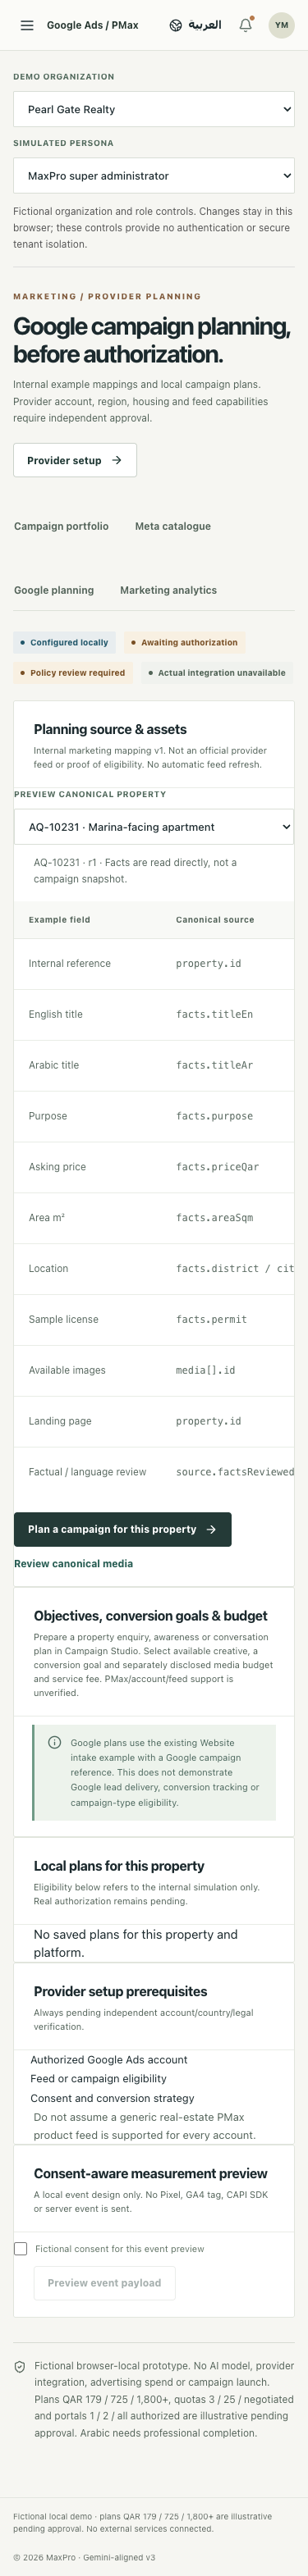 Google Ads / PMax
العربية
YM
DEMO ORGANIZATION
Pearl Gate Realty
SIMULATED PERSONA
MaxPro super administrator
Fictional organization and role controls. Changes stay in this
browser; these controls provide no authentication or secure
tenant isolation.
MARKETING / PROVIDER PLANNING
Google campaign planning,
before authorization.
Internal example mappings and local campaign plans.
Provider account, region, housing and feed capabilities
require independent approval.
Provider setup
Campaign portfolio
Meta catalogue
Google planning
Marketing analytics
Configured locally
Awaiting authorization
Policy review required
Actual integration unavailable
Planning source & assets
Internal marketing mapping v1. Not an official provider
feed or proof of eligibility. No automatic feed refresh.
PREVIEW CANONICAL PROPERTY
AQ-10231 · Marina-facing apartment
AQ-10231 · r1 · Facts are read directly, not a
campaign snapshot.
Example field
Canonical source
Internal reference
property.id
English title
facts.titleEn
Arabic title
facts.titleAr
Purpose
facts.purpose
Asking price
facts.priceQar
Area m²
facts.areaSqm
Location
facts.district / cit
Sample license
facts.permit
Available images
media[].id
Landing page
property.id
Factual / language review
source.factsReviewed
Plan a campaign for this property
Review canonical media
Objectives, conversion goals & budget
Prepare a property enquiry, awareness or conversation
plan in Campaign Studio. Select available creative, a
conversion goal and separately disclosed media budget
and service fee. PMax/account/feed support is
unverified.
Google plans use the existing Website
intake example with a Google campaign
reference. This does not demonstrate
Google lead delivery, conversion tracking or
campaign-type eligibility.
Local plans for this property
Eligibility below refers to the internal simulation only.
Real authorization remains pending.
No saved plans for this property and
platform.
Provider setup prerequisites
Always pending independent account/country/legal
verification.
Authorized Google Ads account
Feed or campaign eligibility
Consent and conversion strategy
Do not assume a generic real-estate PMax
product feed is supported for every account.
Consent-aware measurement preview
A local event design only. No Pixel, GA4 tag, CAPI SDK
or server event is sent.
Fictional consent for this event preview
Preview event payload
Fictional browser-local prototype. No AI model, provider
integration, advertising spend or campaign launch.
Plans QAR 179 / 725 / 1,800+, quotas 3 / 25 / negotiated
and portals 1 / 2 / all authorized are illustrative pending
approval. Arabic needs professional completion.
Fictional local demo · plans QAR 179 / 725 / 1,800+ are illustrative
pending approval. No external services connected.
© 2026 MaxPro · Gemini-aligned v3